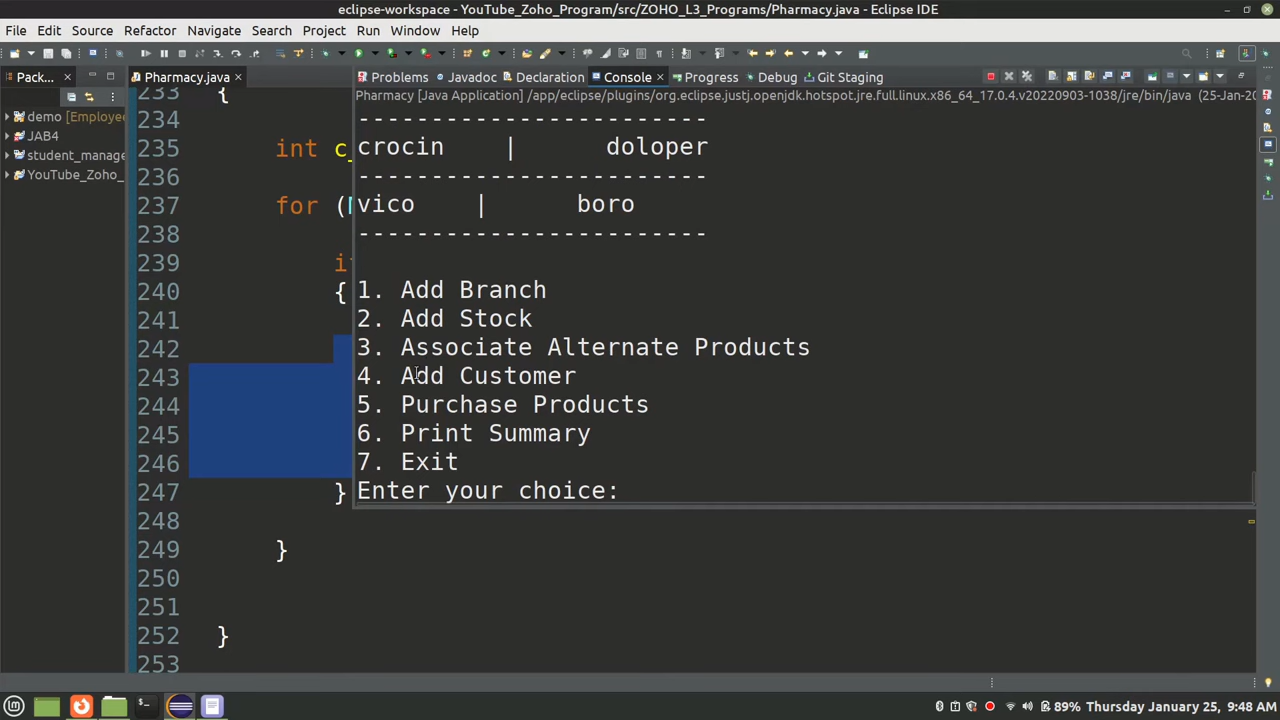 eclipse-workspace - YouTube_Zoho_Program/src/ZOHO_L3_Programs/Pharmacy.java - Eclipse IDE
File Edit Source Refactor Navigate Search Project Run Window Help
Pack... Pharmacy.java Problems Javadoc Declaration Console Progress Debug Git Staging
Pharmacy [Java Application] /app/eclipse/plugins/org.eclipse.justj.openjdk.hotspot.jre.full.linux.x86_64_17.0.4.v20220903-1038/jre/bin/java (25-Jan-20
demo [Employee
JAB4
student_manage
YouTube_Zoho_
233 {
234
235 int c_
236
237 for (
238
239 i
240 {
241
242
243
244
245
246
247 }
248
249 }
250
251
252 }
253
------------------------
crocin | doloper
------------------------
vico | boro
------------------------
1. Add Branch
2. Add Stock
3. Associate Alternate Products
4. Add Customer
5. Purchase Products
6. Print Summary
7. Exit
Enter your choice:
89% Thursday January 25, 9:48 AM